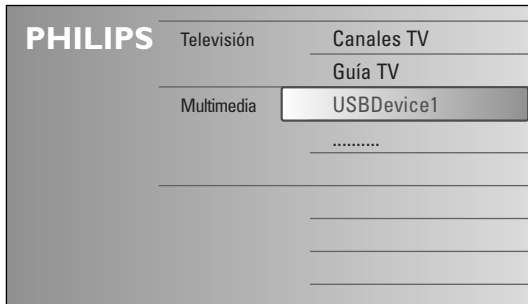 PHILIPS
Televisión Canales TV
Guía TV
Multimedia USBDevice1
..........